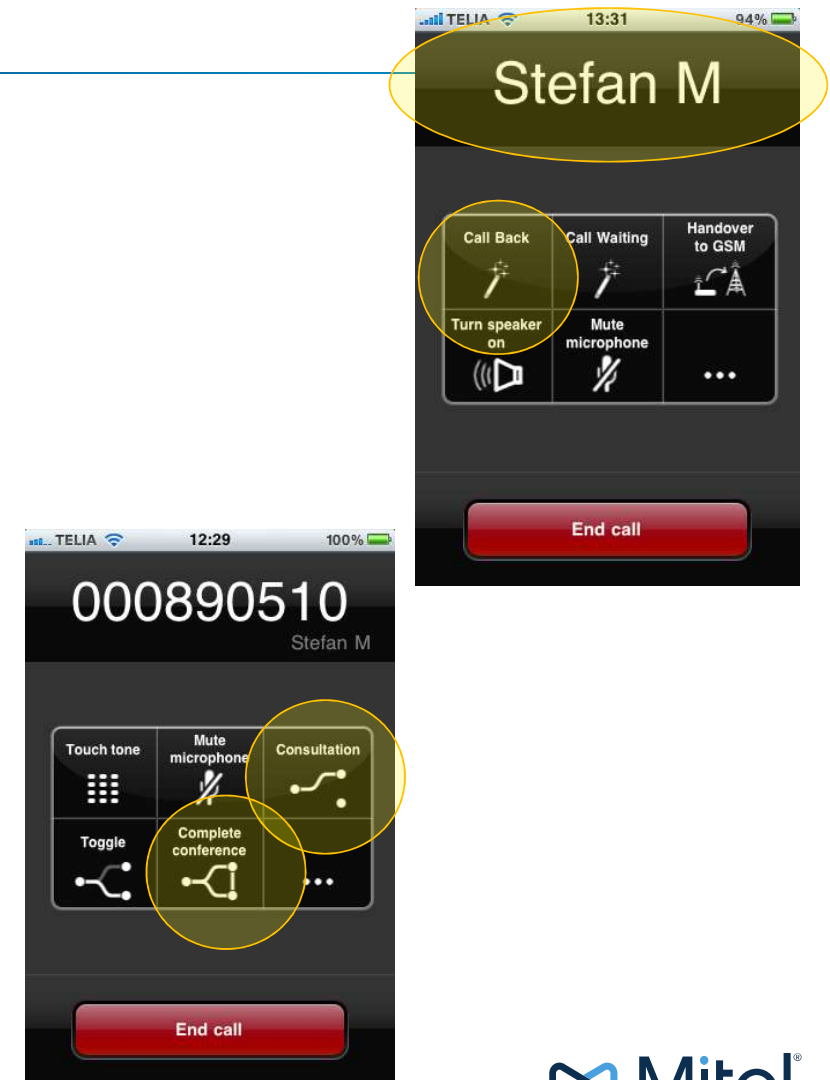 TELIA 13:31 94%
Stefan M
Call Back Call Waiting Handover
to GSM
Turn speaker
on Mute
microphone
End call
TELIA 12:29 100%
000890510
Stefan M
Touch tone Mute
microphone Consultation
Toggle Complete
conference
End call
Mitel®